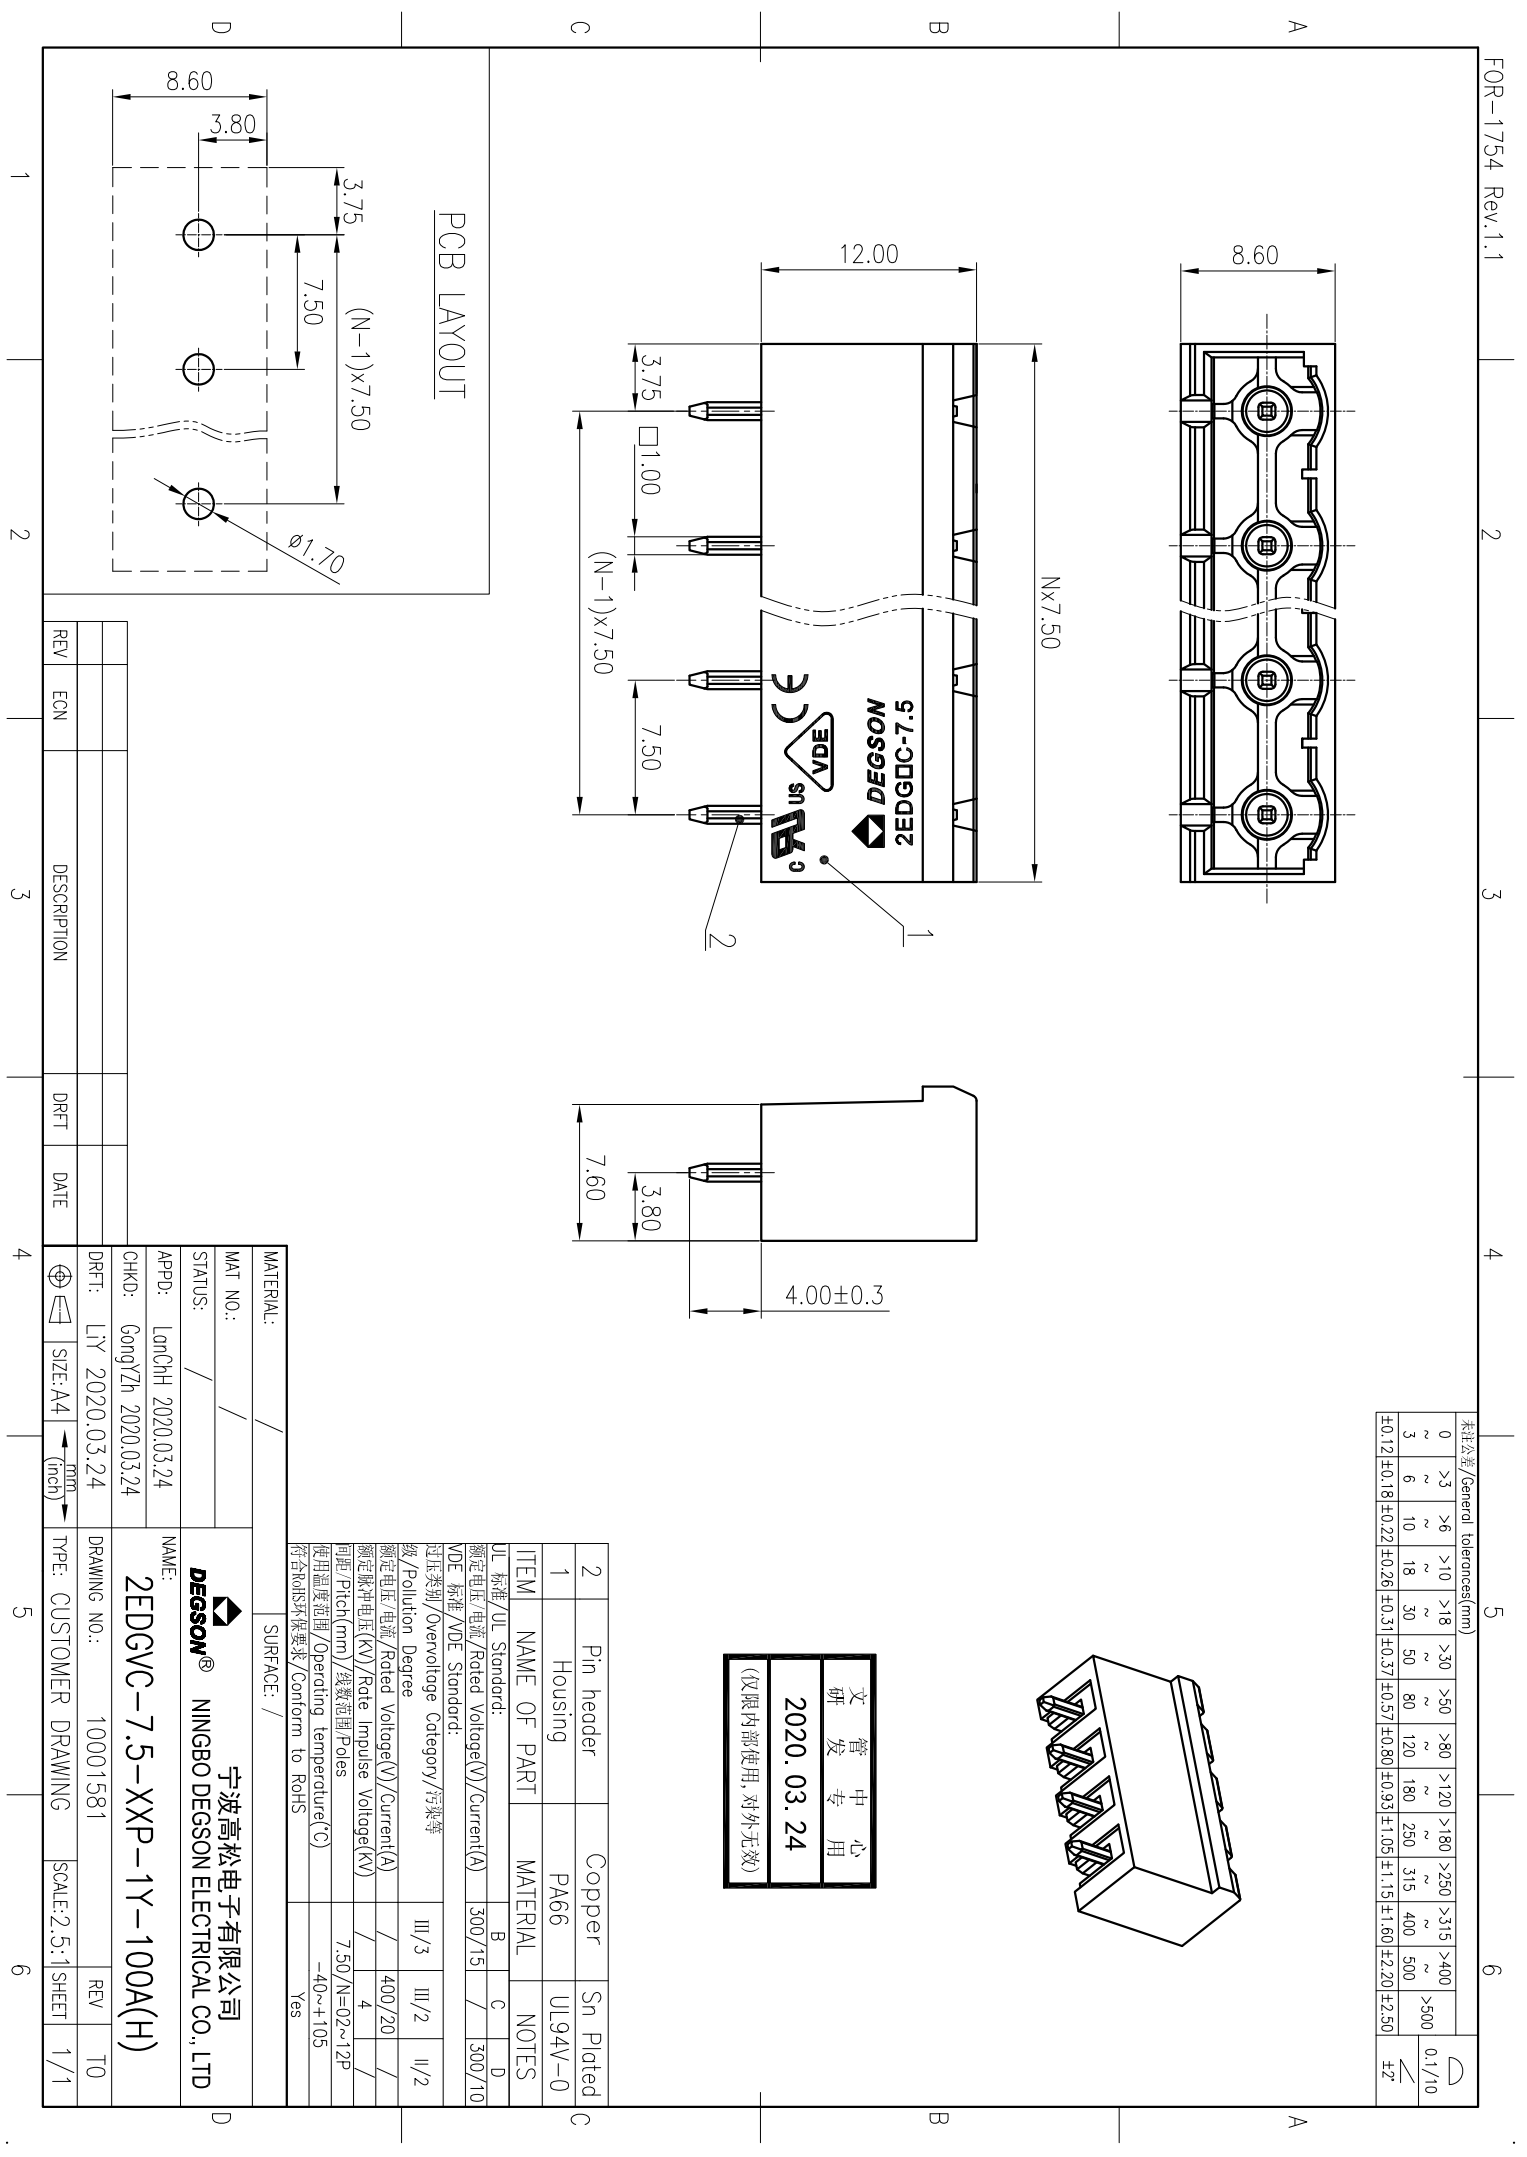 FOR-1754 Rev.1.1
1
2
3
4
5
6
A
B
C
D
未注公差/General tolerances(mm)
0 ~ 3
>3 ~ 6
>6 ~ 10
>10 ~ 18
>18 ~ 30
>30 ~ 50
>50 ~ 80
>80 ~ 120
>120 ~ 180
>180 ~ 250
>250 ~ 315
>315 ~ 400
>400 ~ 500
>500
0.1/10
±0.12 ±0.18 ±0.22 ±0.26 ±0.31 ±0.37 ±0.57 ±0.80 ±0.93 ±1.05 ±1.15 ±1.60 ±2.20 ±2.50
±2°
8.60
Nx7.50
12.00
2EDG□C-7.5
DEGSON
VDE
CE
c US
1
2
3.75
□1.00
7.50
(N-1)x7.50
3.80
7.60
4.00±0.3
文 管 中 心
研 发 专 用
2020. 03. 24
(仅限内部使用, 对外无效)
PCB LAYOUT
(N-1)x7.50
3.75
7.50
3.80
8.60
ø1.70
2 Pin header Copper Sn Plated
1 Housing PA66 UL94V-0
ITEM NAME OF PART MATERIAL NOTES
UL 标准/UL Standard: B C D
额定电压/电流/Rated Voltage(V)/Current(A) 300/15 / 300/10
VDE 标准/VDE Standard:
过压类别/Overvoltage Category/污染等
级/Pollution Degree III/3 III/2 II/2
额定电压/电流/Rated Voltage(V)/Current(A) / 400/20 /
额定脉冲电压(KV)/Rate Impulse Voltage(KV) / 4 /
间距/Pitch(mm)/线数范围/Poles 7.50/N=02~12P
使用温度范围/Operating temperature(°C) -40~+105
符合RoHS环保要求/Conform to RoHS Yes
MATERIAL: /
SURFACE: /
MAT NO.: /
STATUS: /
APPD: LanChH 2020.03.24
CHKD: GongYZh 2020.03.24
DRFT: LiY 2020.03.24
DEGSON®
宁波高松电子有限公司
NINGBO DEGSON ELECTRICAL CO., LTD
NAME:
2EDGVC-7.5-XXP-1Y-100A(H)
DRAWING NO.: 10001581
REV T0
SIZE: A4
mm
(inch)
TYPE: CUSTOMER DRAWING
SCALE: 2.5:1
SHEET 1/1
REV ECN DESCRIPTION DRFT DATE
1
2
3
4
5
6
A
B
C
D